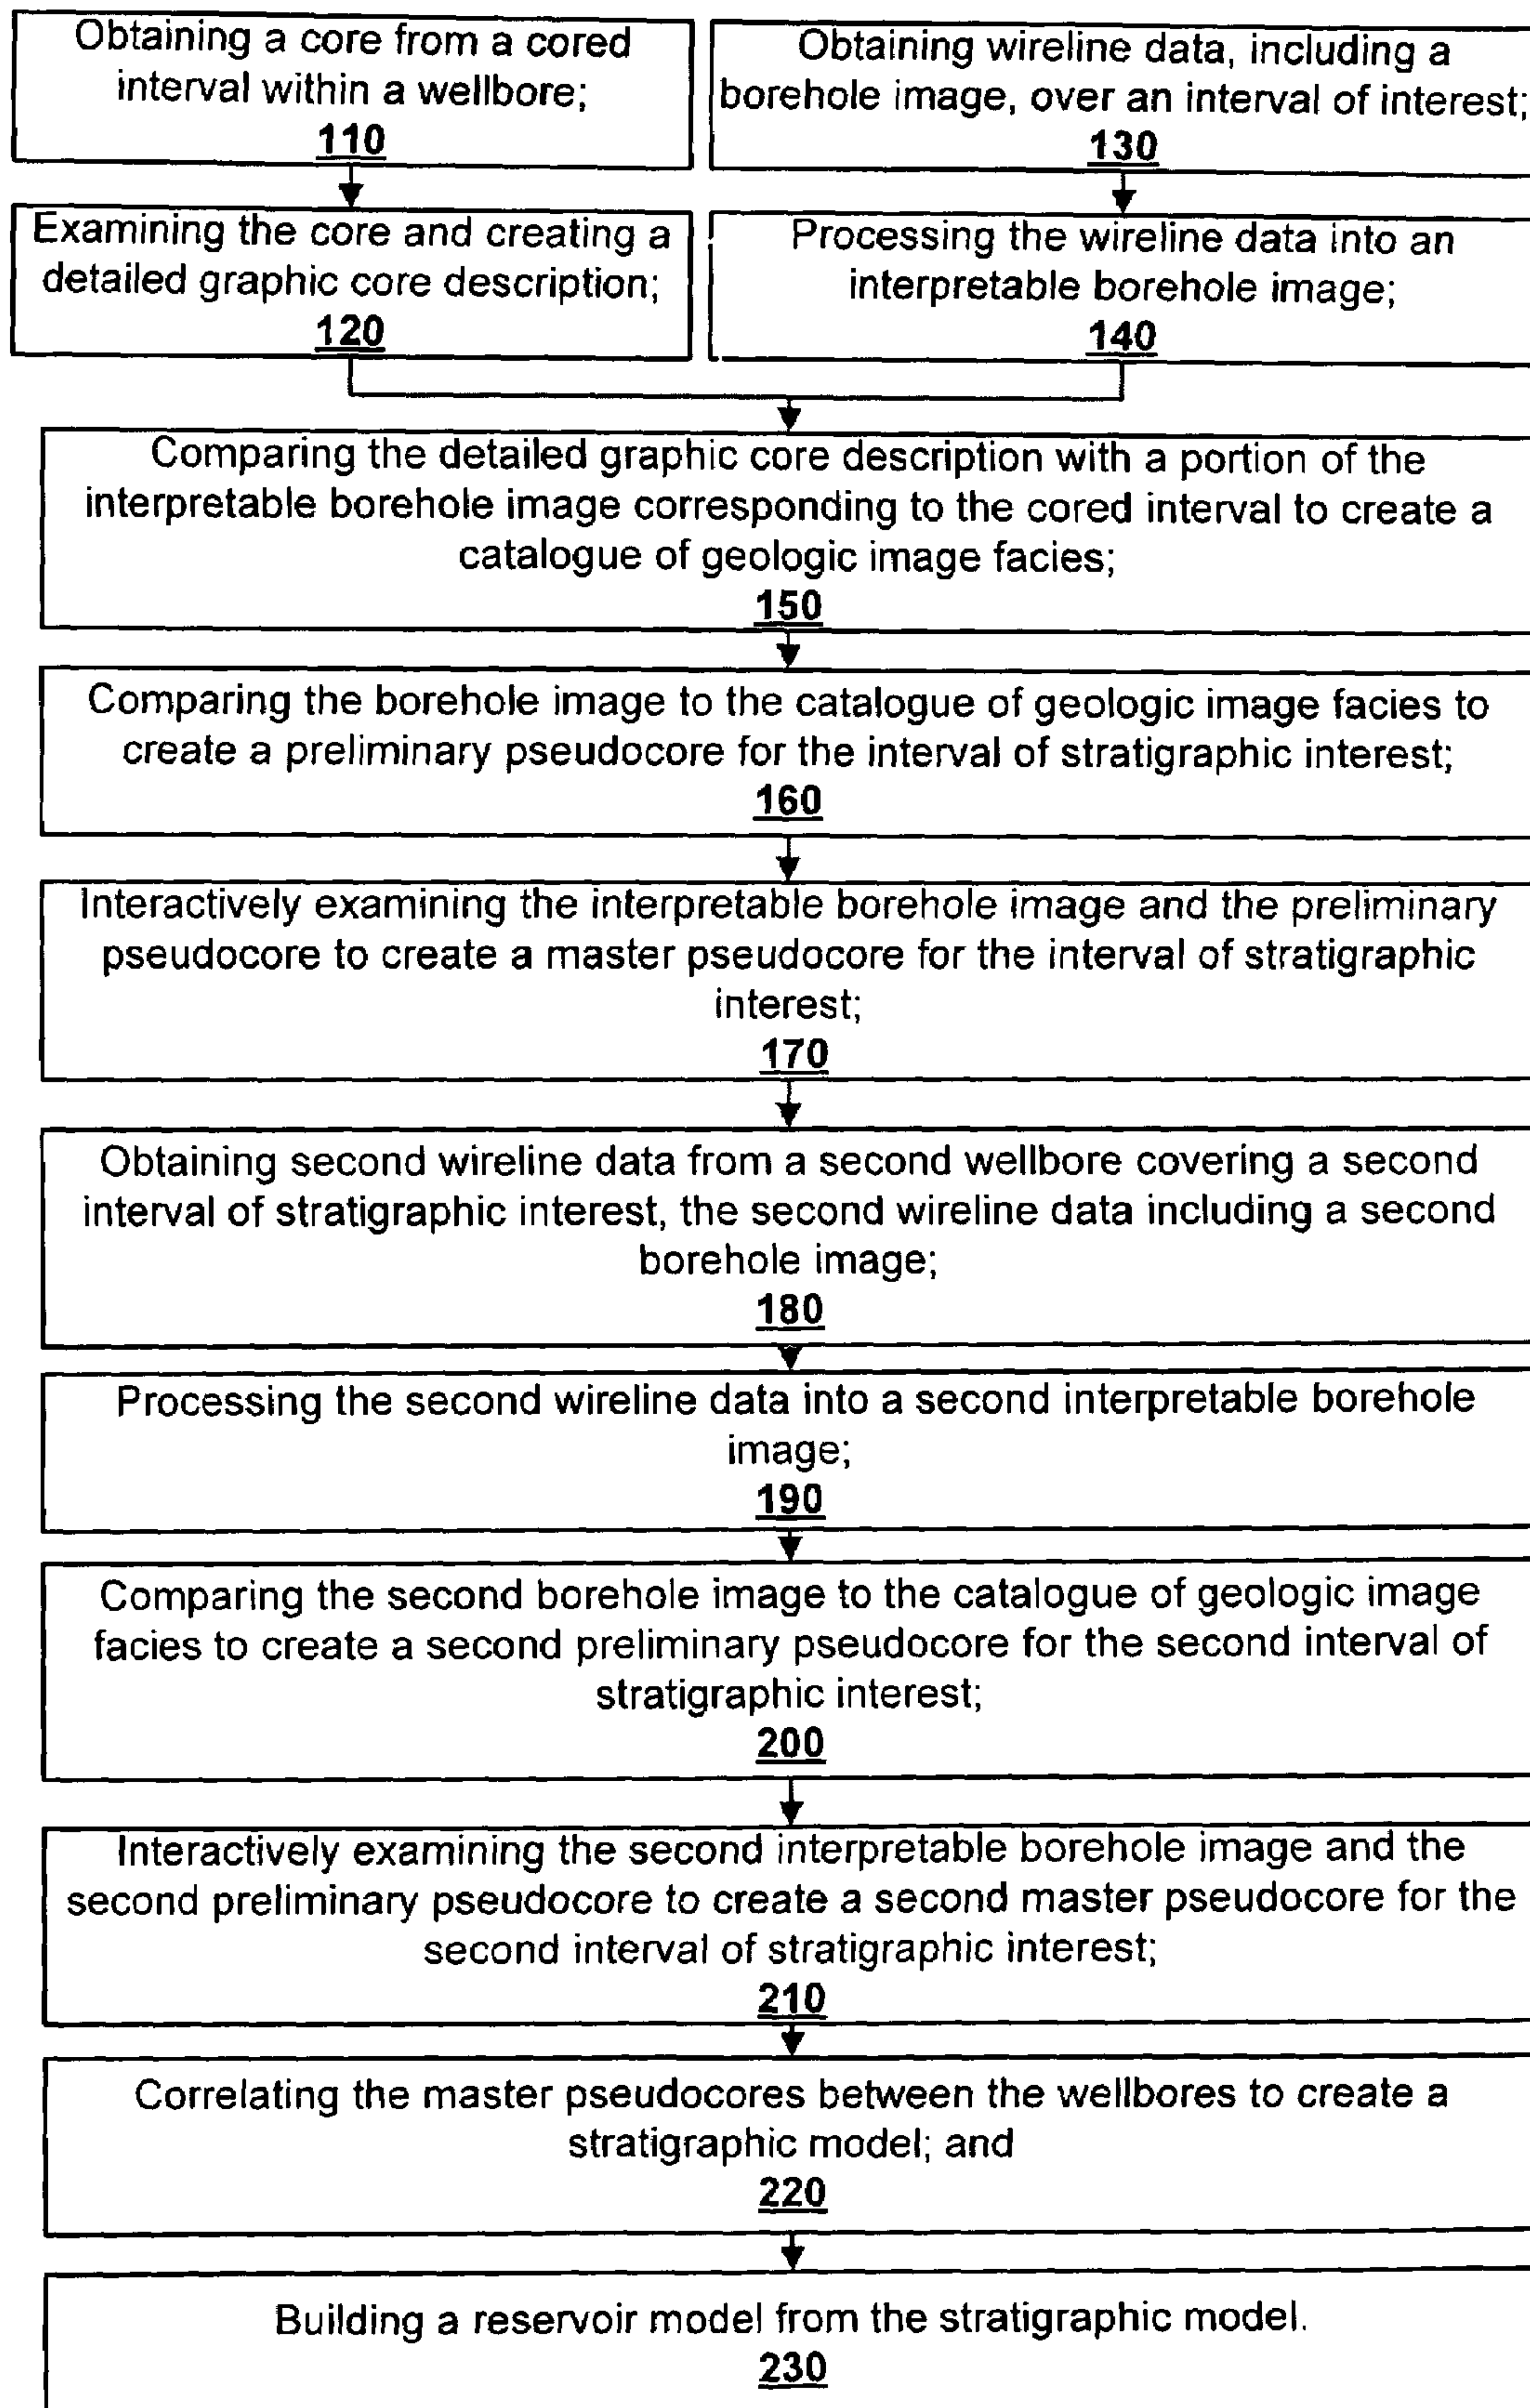 Obtaining a core from a cored
interval within a wellbore;
110
Obtaining wireline data, including a
borehole image, over an interval of interest;
130
Examining the core and creating a
detailed graphic core description;
120
Processing the wireline data into an
interpretable borehole image;
140
Comparing the detailed graphic core description with a portion of the
interpretable borehole image corresponding to the cored interval to create a
catalogue of geologic image facies;
150
Comparing the borehole image to the catalogue of geologic image facies to
create a preliminary pseudocore for the interval of stratigraphic interest;
160
Interactively examining the interpretable borehole image and the preliminary
pseudocore to create a master pseudocore for the interval of stratigraphic
interest;
170
Obtaining second wireline data from a second wellbore covering a second
interval of stratigraphic interest, the second wireline data including a second
borehole image;
180
Processing the second wireline data into a second interpretable borehole
image;
190
Comparing the second borehole image to the catalogue of geologic image
facies to create a second preliminary pseudocore for the second interval of
stratigraphic interest;
200
Interactively examining the second interpretable borehole image and the
second preliminary pseudocore to create a second master pseudocore for the
second interval of stratigraphic interest;
210
Correlating the master pseudocores between the wellbores to create a
stratigraphic model; and
220
Building a reservoir model from the stratigraphic model.
230